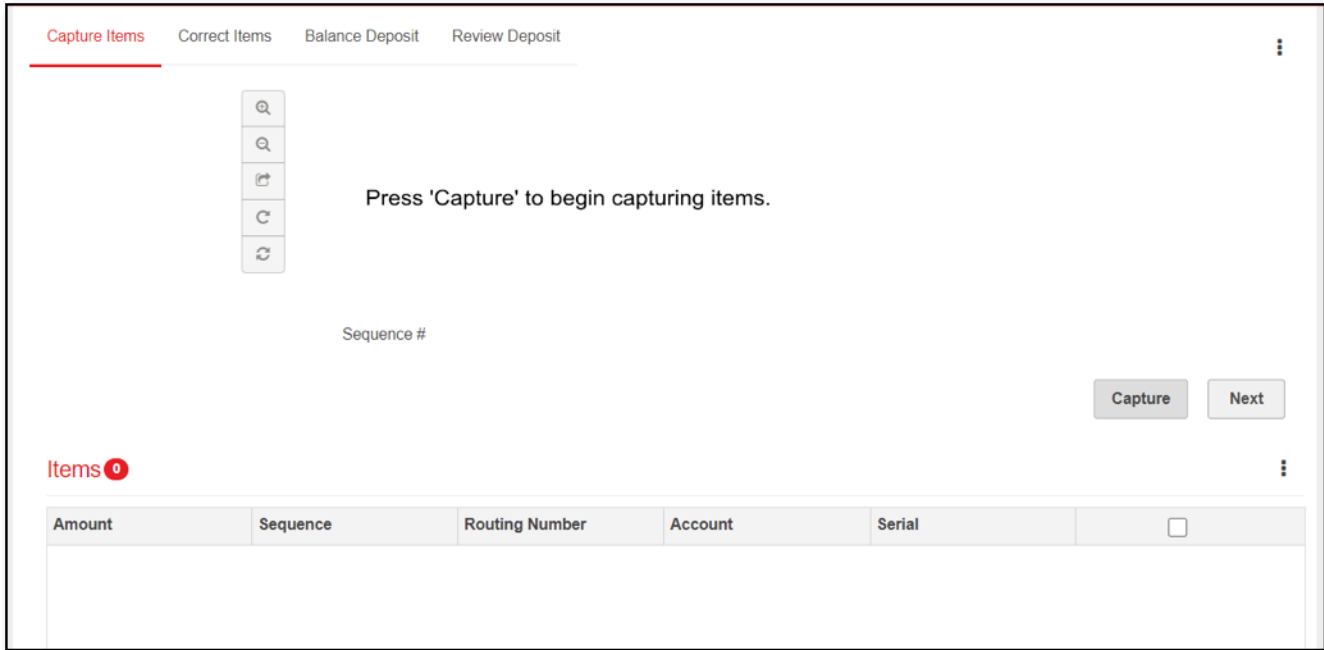 Capture Items Correct Items Balance Deposit Review Deposit
Press 'Capture' to begin capturing items.
Sequence #
Capture Next
Items 0
Amount Sequence Routing Number Account Serial